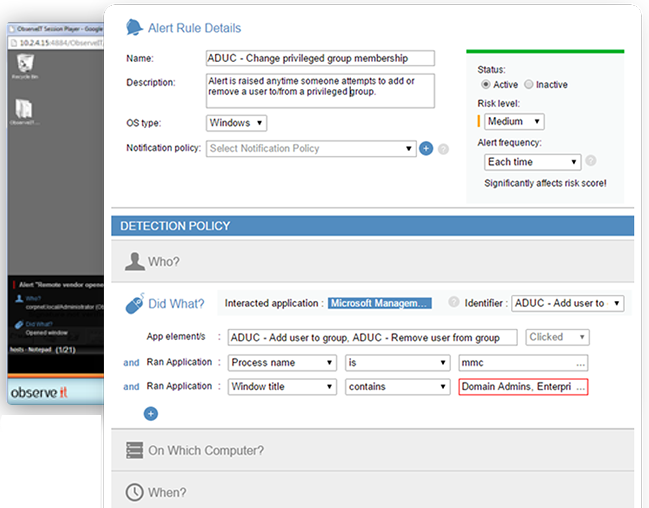 ObserveIT Session Player - Google
10.2.4.15:4884/ObserveIT
Recycle Bin
ObserveIT...
Alert "Remote vendor opene
Who?
corpnet\local\Administrator (Ob
Did What?
Opened window
hosts - Notepad (1/21)
observe it
Alert Rule Details
Name: ADUC - Change privileged group membership
Description: Alert is raised anytime someone attempts to add or
remove a user to/from a privileged group.
OS type: Windows
Notification policy: Select Notification Policy
Status:
Active Inactive
Risk level:
Medium
Alert frequency:
Each time
Significantly affects risk score!
DETECTION POLICY
Who?
Did What? Interacted application : Microsoft Managem... Identifier : ADUC - Add user to
App element/s : ADUC - Add user to group, ADUC - Remove user from group Clicked
and Ran Application : Process name is mmc ...
and Ran Application : Window title contains Domain Admins, Enterpri ...
On Which Computer?
When?